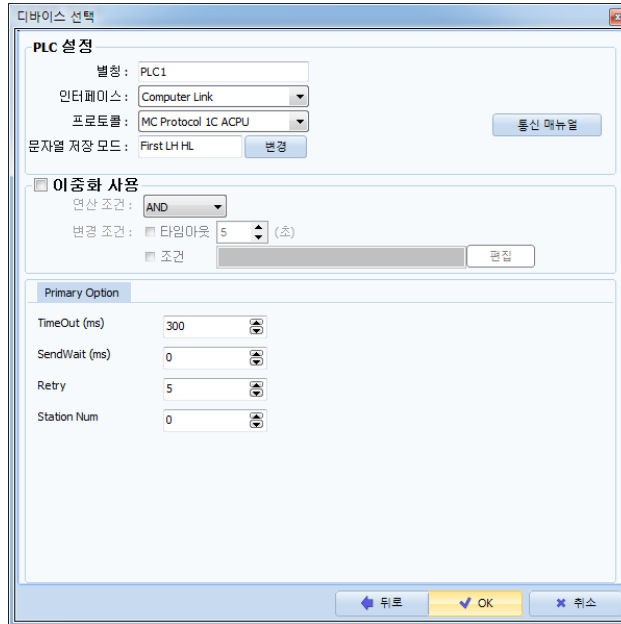 디바이스 선택
PLC 설정
별칭 : PLC1
인터페이스 : Computer Link
프로토콜 : MC Protocol 1C ACPU 통신 매뉴얼
문자열 저장 모드 : First LH HL 변경
이중화 사용
연산 조건 : AND
변경 조건 : 타임아웃 5 (초)
조건 편집
Primary Option
TimeOut (ms) 300
SendWait (ms) 0
Retry 5
Station Num 0
뒤로 OK 취소